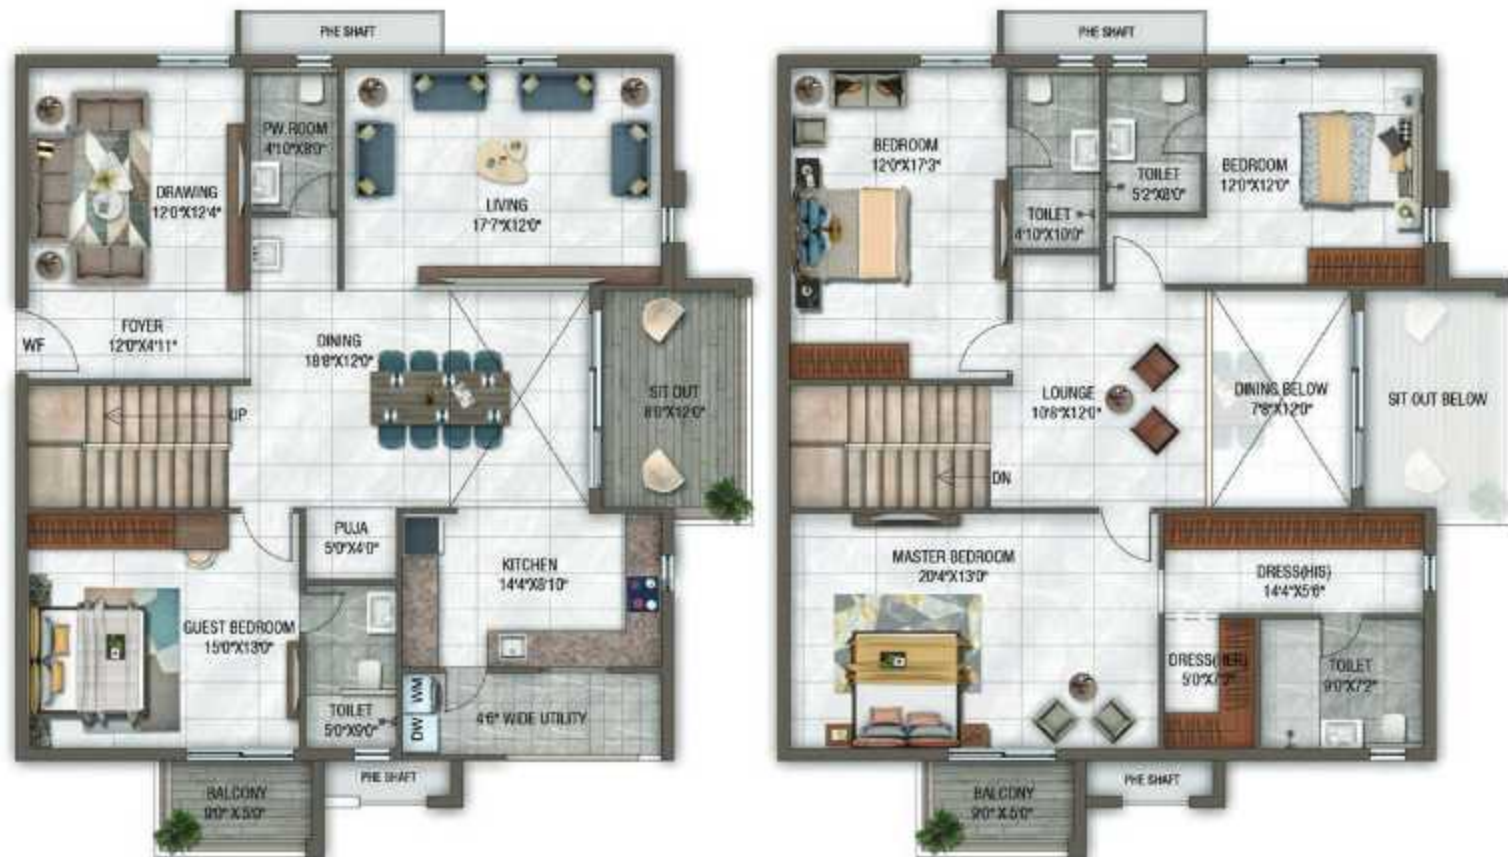 PHE SHAFT
PW.ROOM
4'10"X8'0"
DRAWING
12'0"X12'4"
LIVING
17'7"X12'0"
FOYER
12'0"X4'11"
WF
DINING
18'8"X12'0"
SIT OUT
8'0"X12'0"
UP
PUJA
5'0"X4'0"
KITCHEN
14'4"X8'10"
GUEST BEDROOM
15'0"X13'0"
TOILET
5'0"X9'0"
WM
DW
4'6" WIDE UTILITY
PHE SHAFT
BALCONY
9'0" X 5'0"
PHE SHAFT
BEDROOM
12'0"X17'3"
TOILET
4'10"X10'0"
TOILET
5'2"X8'0"
BEDROOM
12'0"X12'0"
LOUNGE
10'8"X12'0"
DINING BELOW
7'8"X12'0"
SIT OUT BELOW
DN
MASTER BEDROOM
20'4"X13'0"
DRESS(HIS)
14'4"X5'6"
DRESS(HER)
TOILET
9'0"X7'2"
BALCONY
9'0" X 5'0"
PHE SHAFT